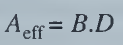 A_eff = B.D